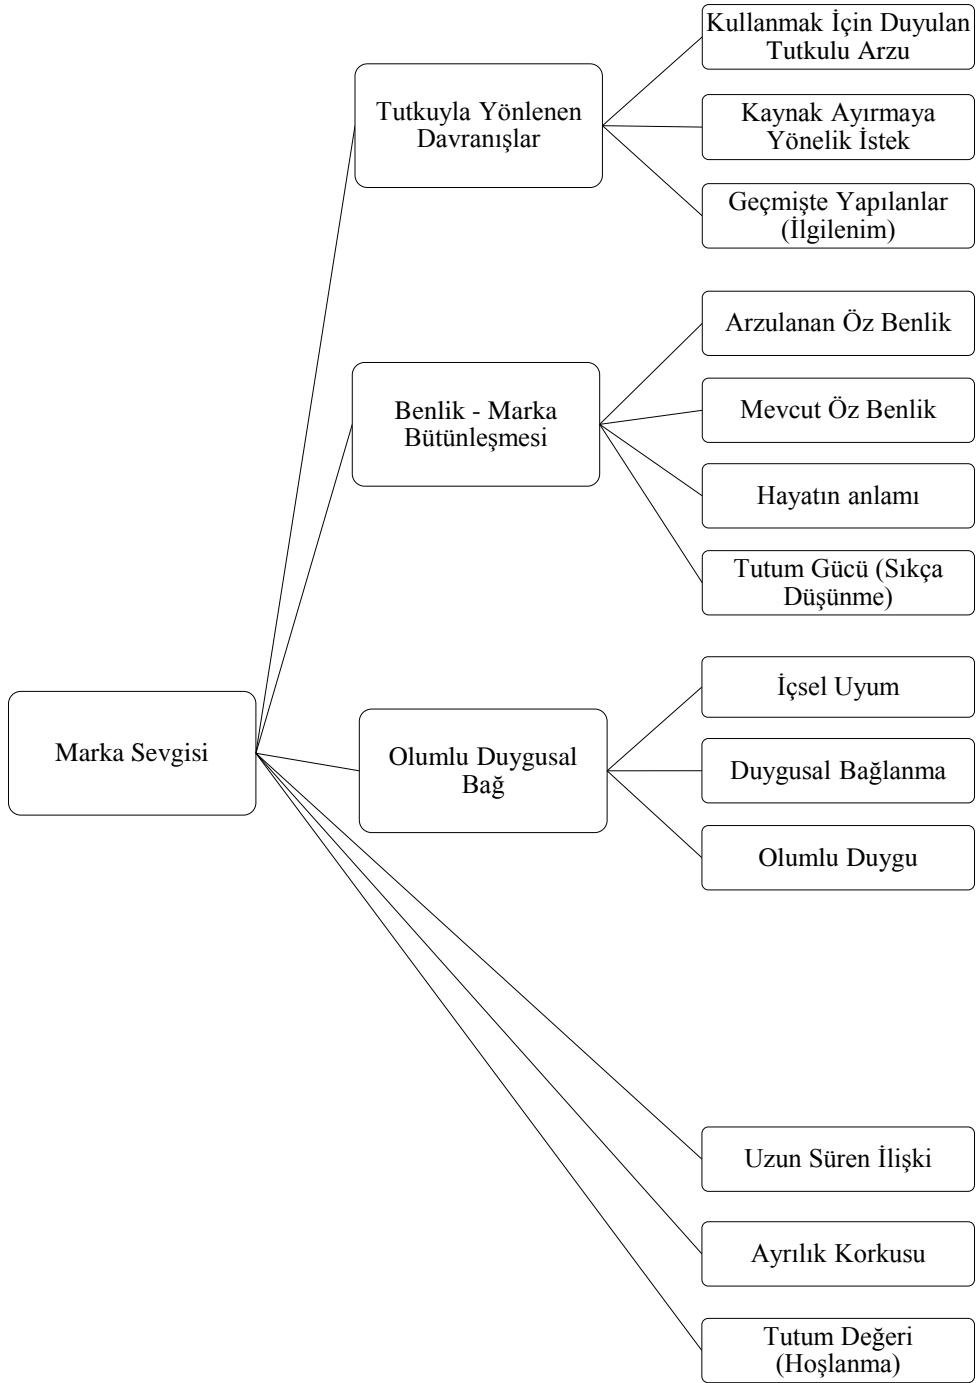 Kullanmak İçin Duyulan
Tutkulu Arzu
Tutkuyla Yönlenen
Davranışlar
Kaynak Ayırmaya
Yönelik İstek
Geçmişte Yapılanlar
(İlgilenim)
Arzulanan Öz Benlik
Benlik - Marka
Bütünleşmesi
Mevcut Öz Benlik
Hayatın anlamı
Tutum Gücü (Sıkça
Düşünme)
İçsel Uyum
Marka Sevgisi
Olumlu Duygusal
Bağ
Duygusal Bağlanma
Olumlu Duygu
Uzun Süren İlişki
Ayrılık Korkusu
Tutum Değeri
(Hoşlanma)